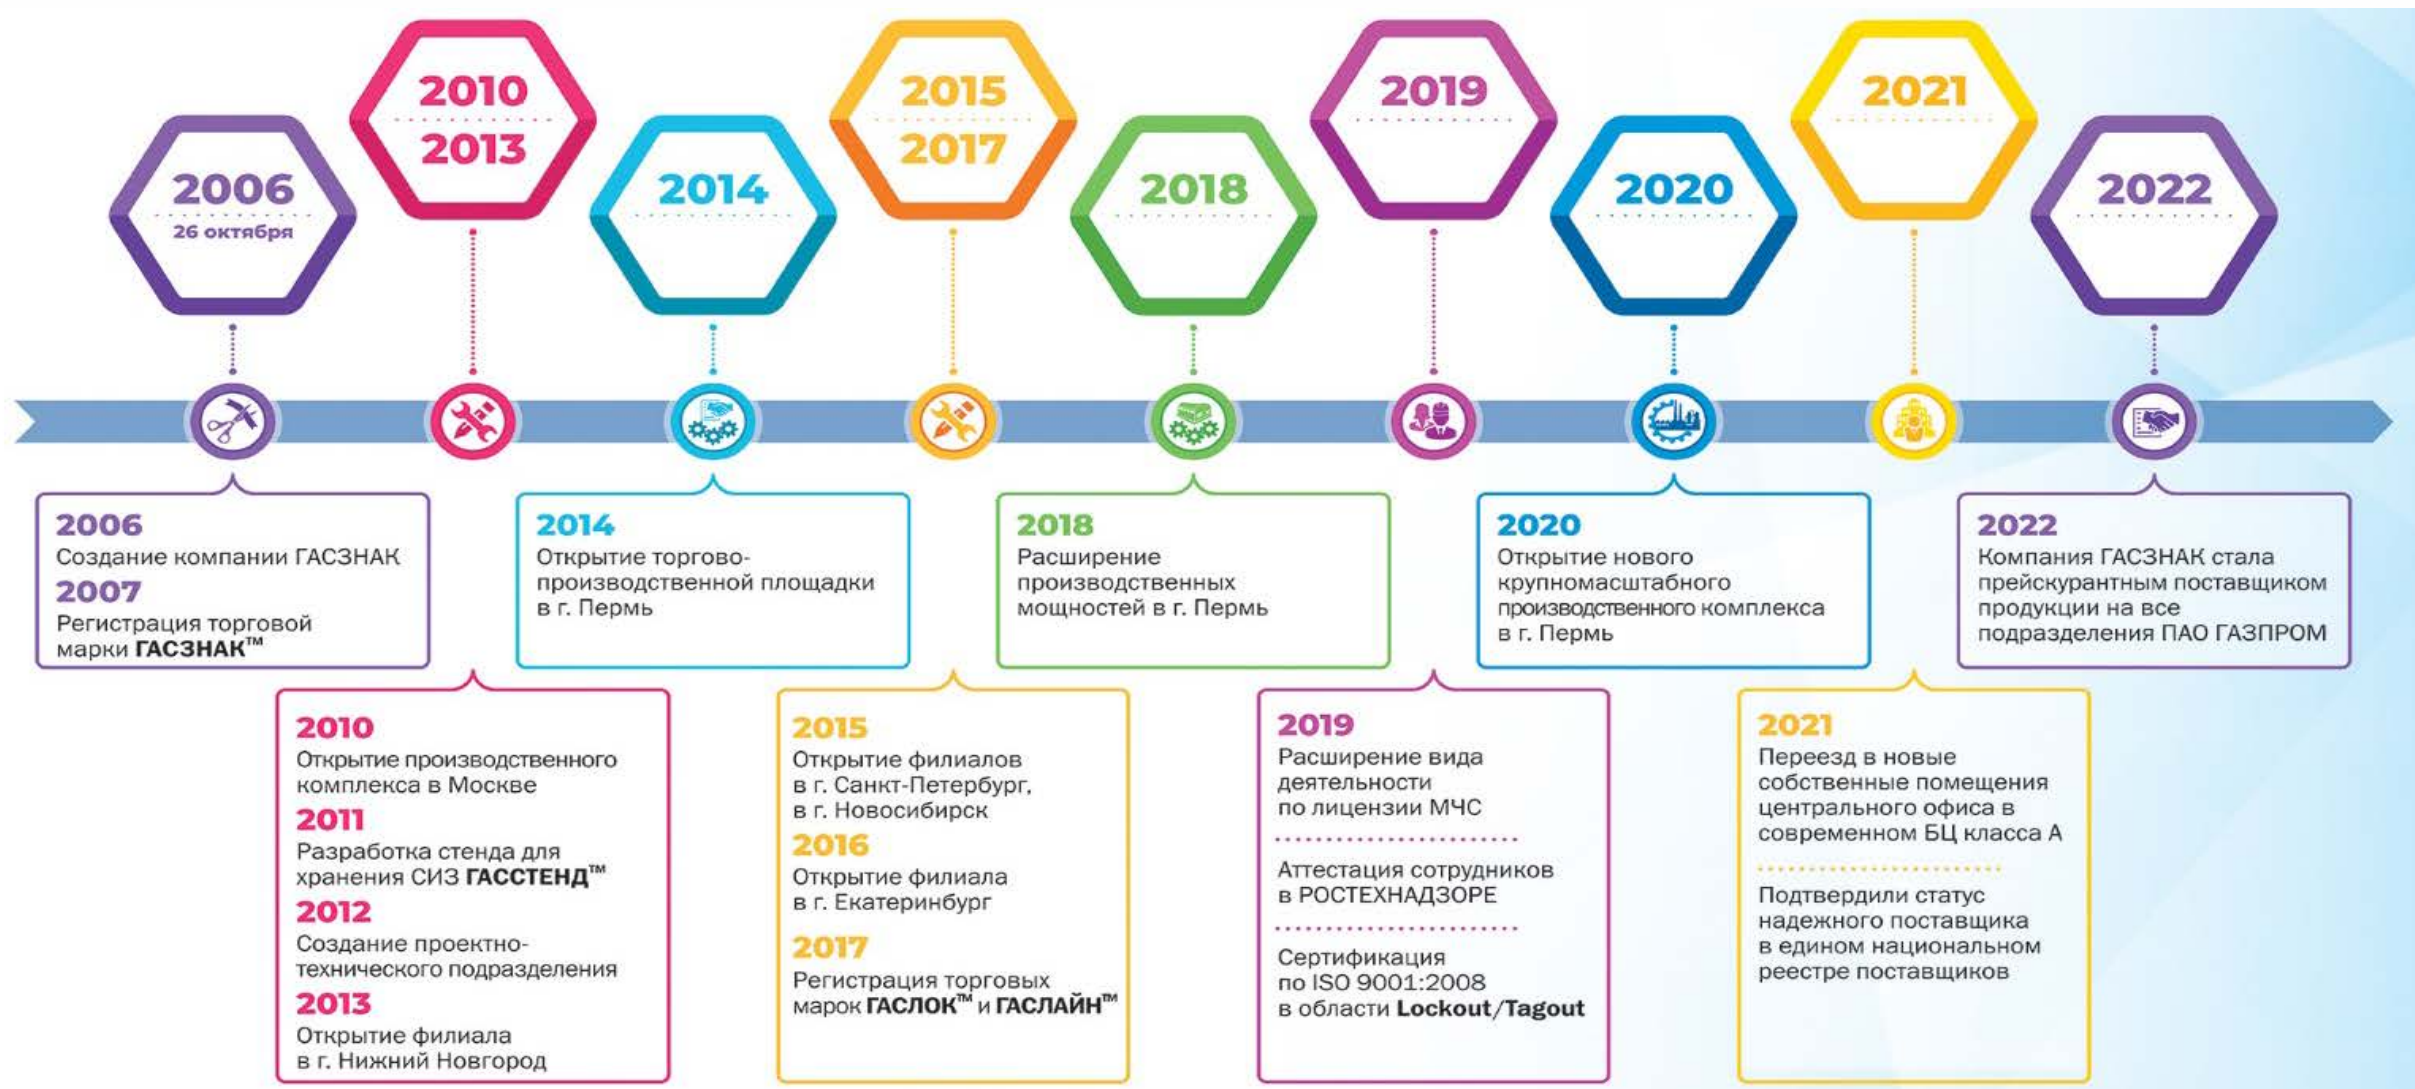 2006
26 октября
2010
2013
2014
2015
2017
2018
2019
2020
2021
2022
2006
Создание компании ГАСЗНАК
2007
Регистрация торговой
марки ГАСЗНАК™
2010
Открытие производственного
комплекса в Москве
2011
Разработка стенда для
хранения СИЗ ГАССТЕНД™
2012
Создание проектно-
технического подразделения
2013
Открытие филиала
в г. Нижний Новгород
2014
Открытие торгово-
производственной площадки
в г. Пермь
2015
Открытие филиалов
в г. Санкт-Петербург,
в г. Новосибирск
2016
Открытие филиала
в г. Екатеринбург
2017
Регистрация торговых
марок ГАСЛОК™ и ГАСЛАЙН™
2018
Расширение
производственных
мощностей в г. Пермь
2019
Расширение вида
деятельности
по лицензии МЧС
Аттестация сотрудников
в РОСТЕХНАДЗОРЕ
Сертификация
по ISO 9001:2008
в области Lockout/Tagout
2020
Открытие нового
крупномасштабного
производственного комплекса
в г. Пермь
2021
Переезд в новые
собственные помещения
центрального офиса в
современном БЦ класса А
Подтвердили статус
надежного поставщика
в едином национальном
реестре поставщиков
2022
Компания ГАСЗНАК стала
прейскурантным поставщиком
продукции на все
подразделения ПАО ГАЗПРОМ